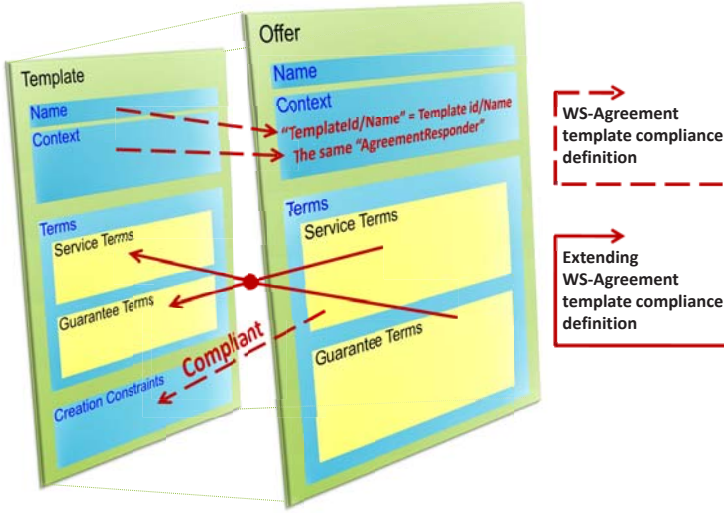 Template
Name
Context
Terms
Service Terms
Guarantee Terms
Creation Constraints
Compliant
Offer
Name
Context
"TemplateId/Name" = Template id/Name
The same "AgreementResponder"
Terms
Service Terms
Guarantee Terms
WS-Agreement
template compliance
definition
Extending
WS-Agreement
template compliance
definition